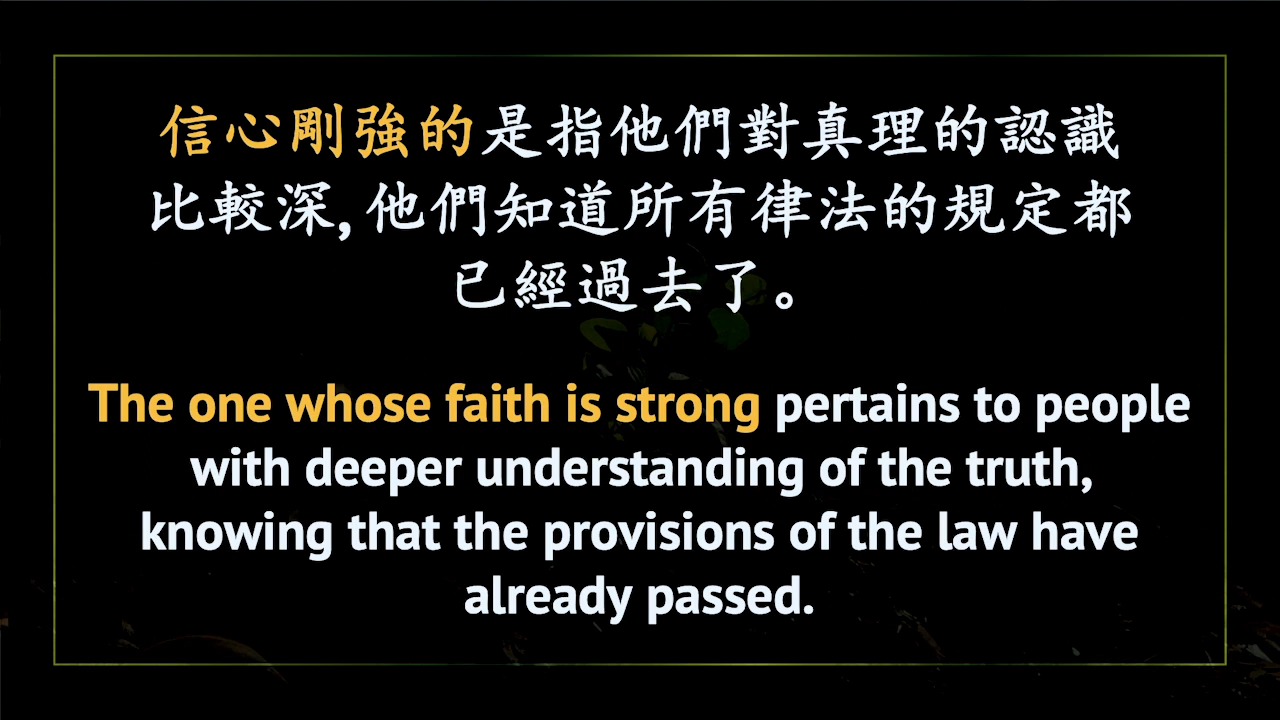 信心剛強的是指他們對真理的認識
比較深,他們知道所有律法的規定都
已經過去了。
The one whose faith is strong pertains to people
with deeper understanding of the truth,
knowing that the provisions of the law have
already passed.